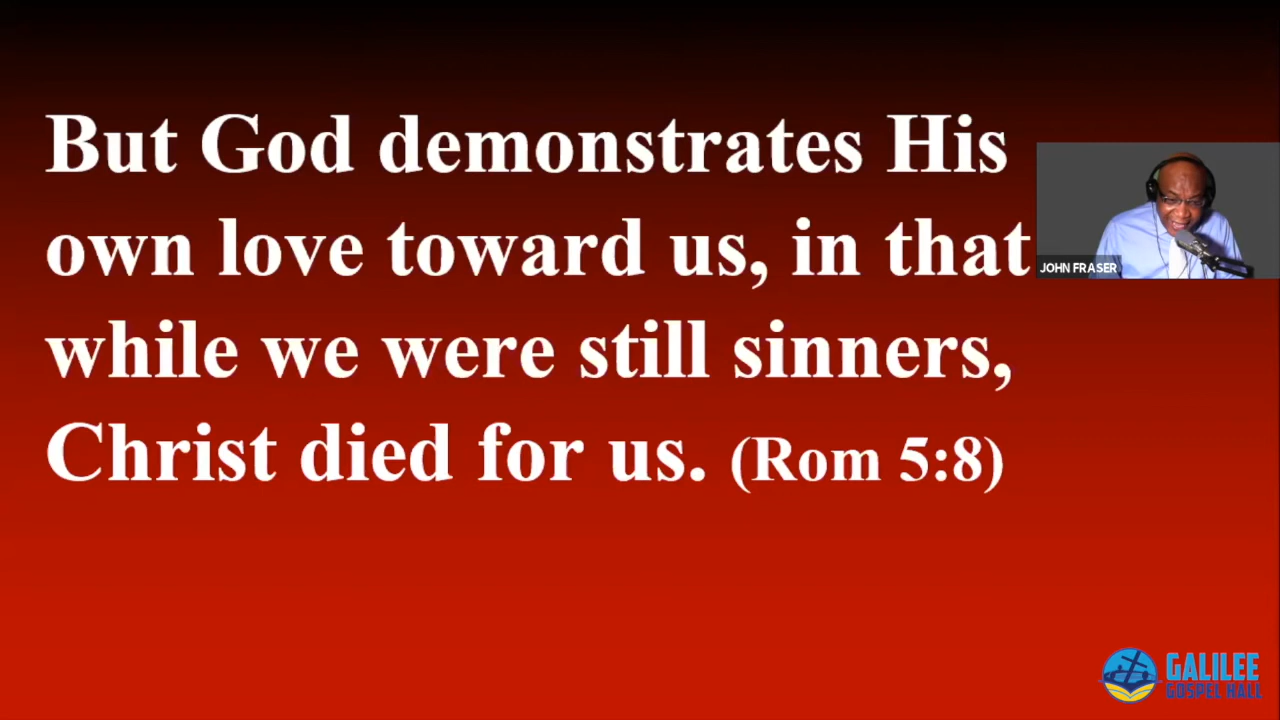 But God demonstrates His
own love toward us, in that
while we were still sinners,
Christ died for us. (Rom 5:8)
JOHN FRASER
GALILEE
GOSPEL HALL